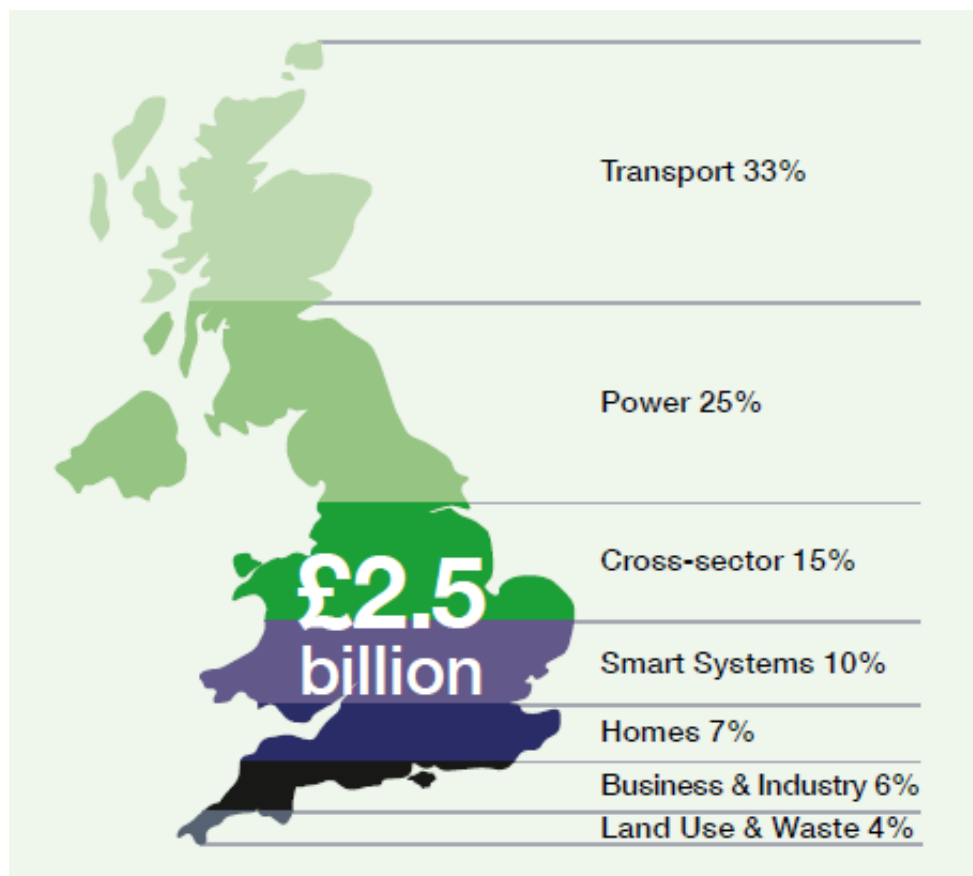 Transport 33%
Power 25%
Cross-sector 15%
£2.5
billion
Smart Systems 10%
Homes 7%
Business & Industry 6%
Land Use & Waste 4%